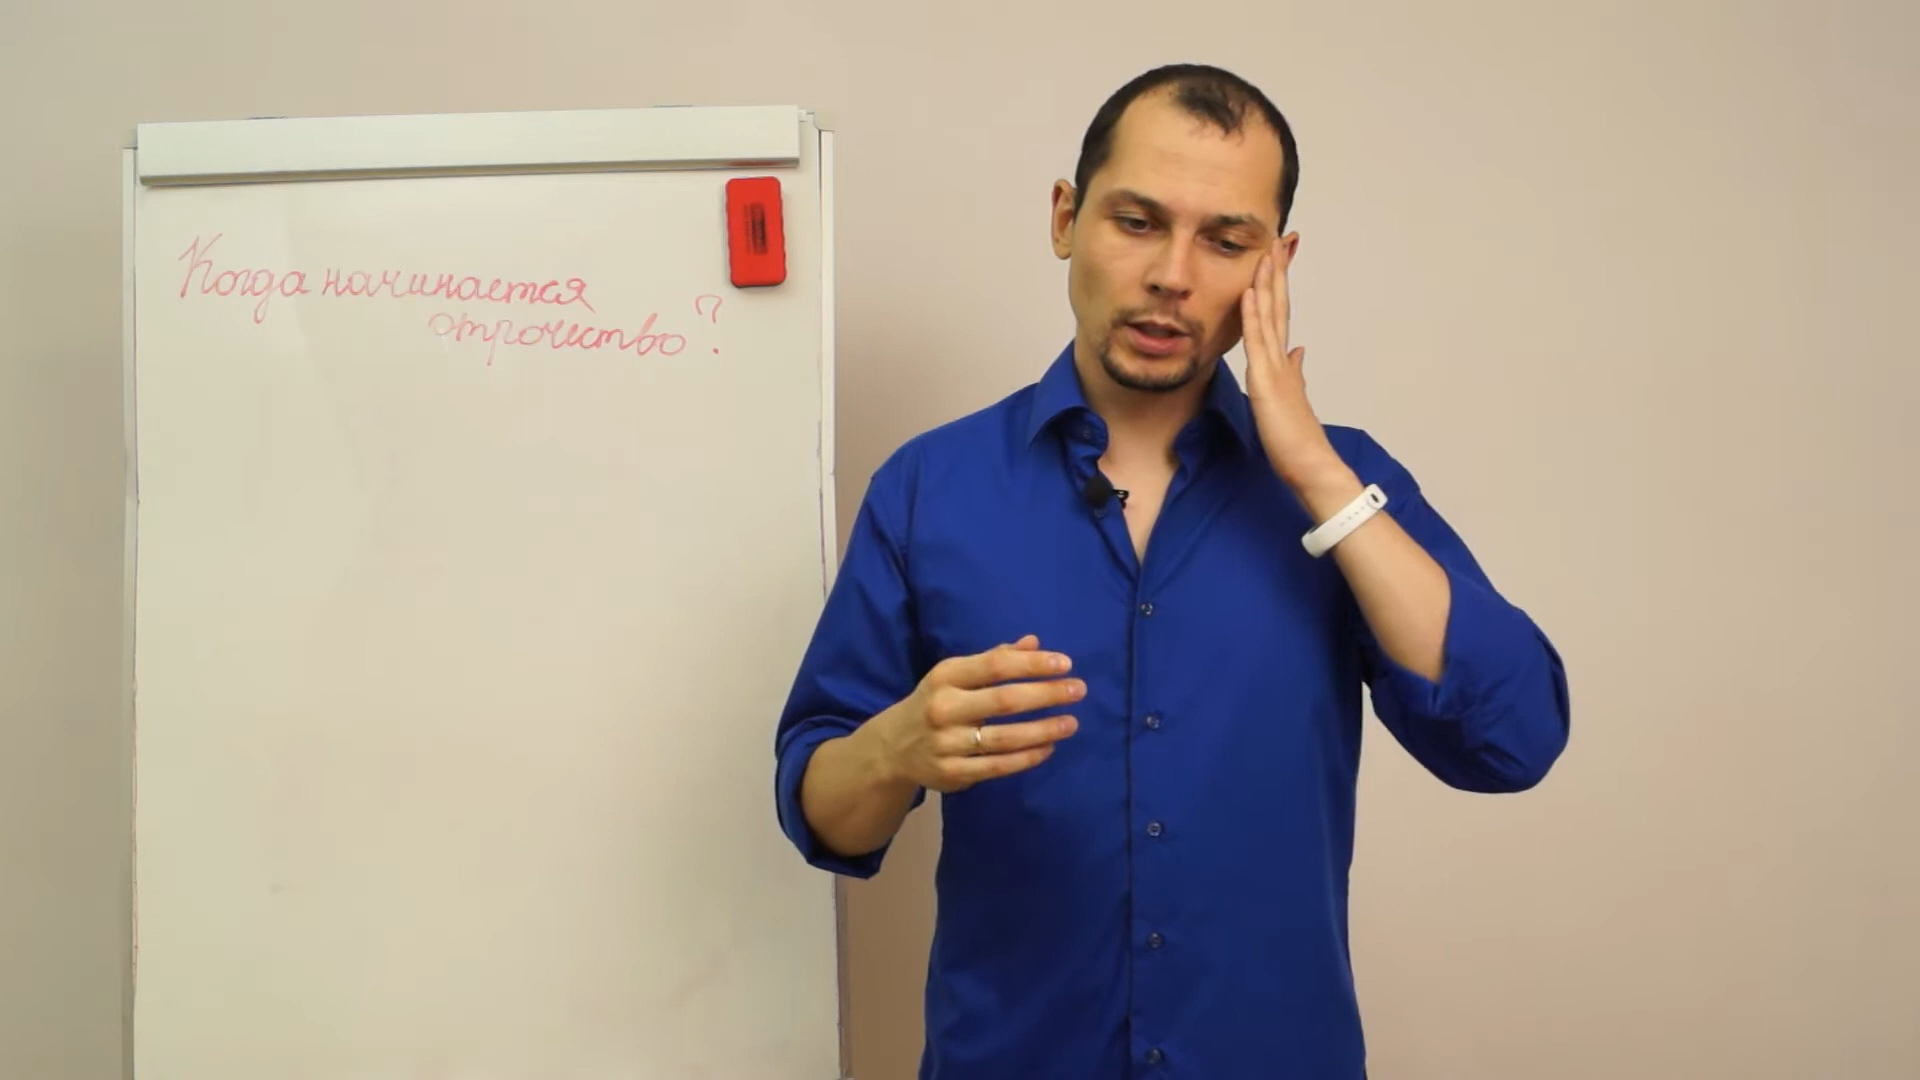 Когда начинается
отрочество?